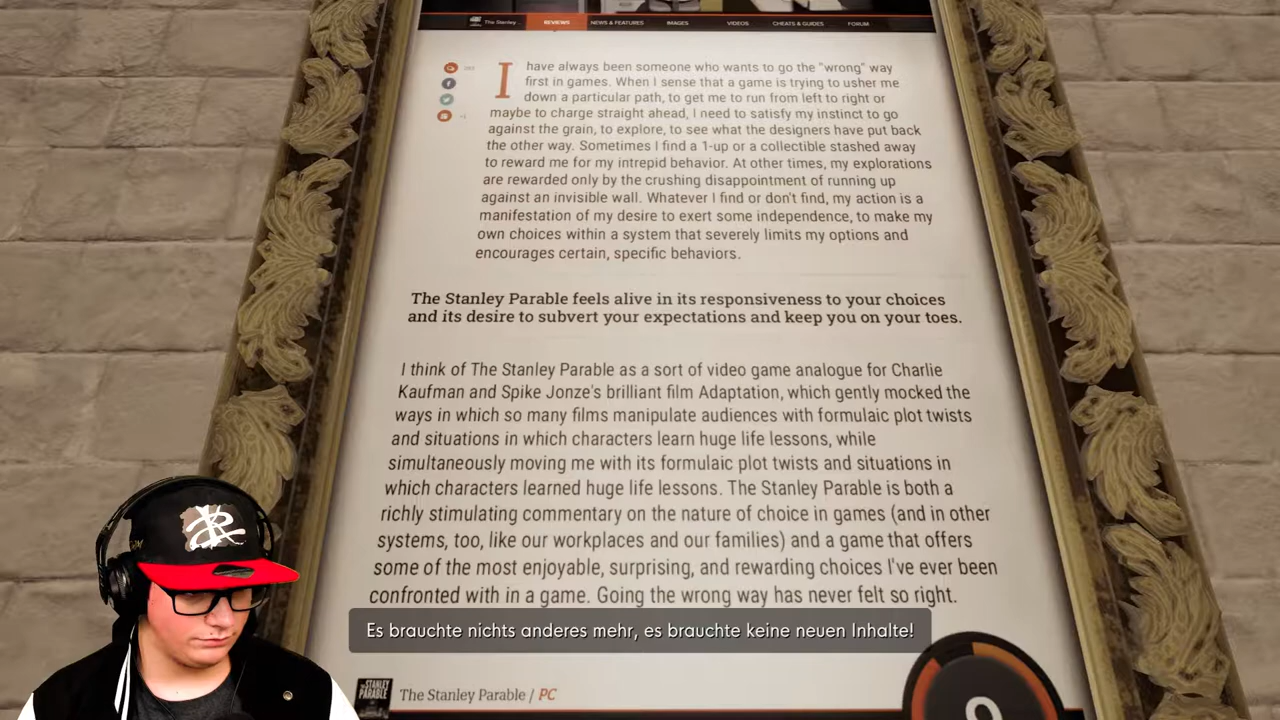 The Stanley
REVIEWS NEWS & FEATURES IMAGES VIDEOS CHEATS & GUIDES FORUM
I have always been someone who wants to go the "wrong" way
first in games. When I sense that a game is trying to usher me
down a particular path, to get me to run from left to right or
maybe to charge straight ahead, I need to satisfy my instinct to go
against the grain, to explore, to see what the designers have put back
the other way. Sometimes I find a 1-up or a collectible stashed away
to reward me for my intrepid behavior. At other times, my explorations
are rewarded only by the crushing disappointment of running up
against an invisible wall. Whatever I find or don't find, my action is a
manifestation of my desire to exert some independence, to make my
own choices within a system that severely limits my options and
encourages certain, specific behaviors.
The Stanley Parable feels alive in its responsiveness to your choices
and its desire to subvert your expectations and keep you on your toes.
I think of The Stanley Parable as a sort of video game analogue for Charlie
Kaufman and Spike Jonze's brilliant film Adaptation, which gently mocked the
ways in which so many films manipulate audiences with formulaic plot twists
and situations in which characters learn huge life lessons, while
simultaneously moving me with its formulaic plot twists and situations in
which characters learned huge life lessons. The Stanley Parable is both a
richly stimulating commentary on the nature of choice in games (and in other
systems, too, like our workplaces and our families) and a game that offers
some of the most enjoyable, surprising, and rewarding choices I've ever been
confronted with in a game. Going the wrong way has never felt so right.
Es brauchte nichts anderes mehr, es brauchte keine neuen Inhalte!
THE STANLEY
PARABLE
The Stanley Parable / PC
9